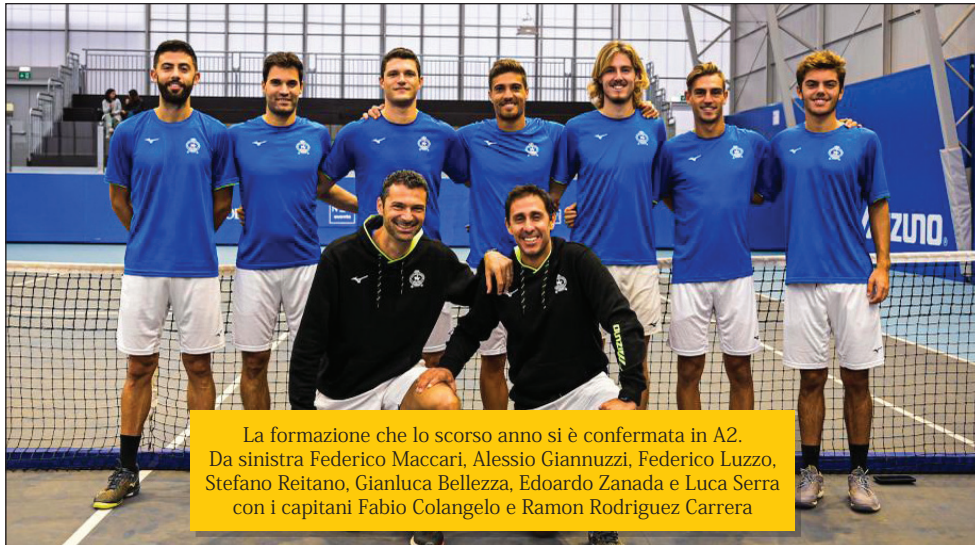 IZUNO
MIZUNO
La formazione che lo scorso anno si è confermata in A2.
Da sinistra Federico Maccari, Alessio Giannuzzi, Federico Luzzo,
Stefano Reitano, Gianluca Bellezza, Edoardo Zanada e Luca Serra
con i capitani Fabio Colangelo e Ramon Rodriguez Carrera